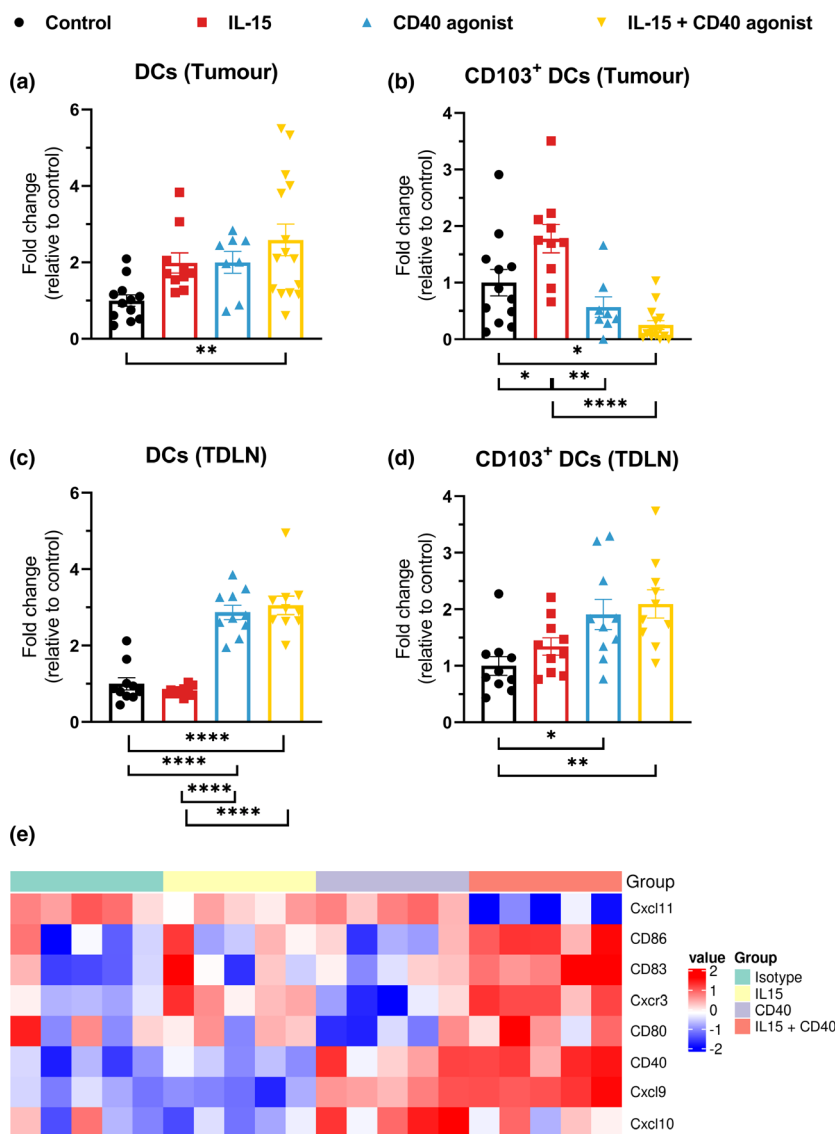 Control IL-15 CD40 agonist IL-15 + CD40 agonist
(a) DCs (Tumour)
Fold change
(relative to control)
6
4
2
0
**
(b) CD103+ DCs (Tumour)
Fold change
(relative to control)
4
3
2
1
0
*
* **
****
(c) DCs (TDLN)
Fold change
(relative to control)
6
4
2
0
****
****
****
****
(d) CD103+ DCs (TDLN)
Fold change
(relative to control)
4
3
2
1
0
*
**
(e)
Group
Cxcl11
CD86
CD83
Cxcr3
CD80
CD40
Cxcl9
Cxcl10
value
2
1
0
-1
-2
Group
Isotype
IL15
CD40
IL15 + CD40